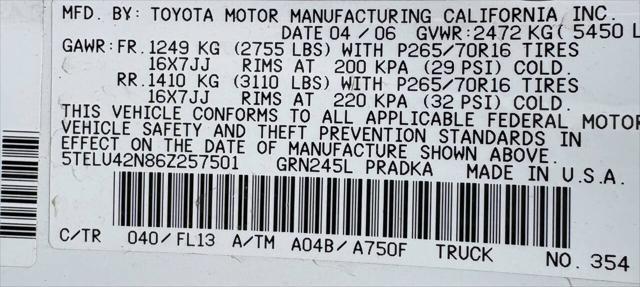 MFD. BY: TOYOTA MOTOR MANUFACTURING CALIFORNIA INC.
DATE 04 / 06 GVWR: 2472 KG( 5450 L
GAWR: FR. 1249 KG (2755 LBS) WITH P265/70R16 TIRES
16X7JJ RIMS AT 200 KPA (29 PSI) COLD.
RR. 1410 KG (3110 LBS) WITH P265/70R16 TIRES
16X7JJ RIMS AT 220 KPA (32 PSI) COLD.
THIS VEHICLE CONFORMS TO ALL APPLICABLE FEDERAL MOTOR
VEHICLE SAFETY AND THEFT PREVENTION STANDARDS IN
EFFECT ON THE DATE OF MANUFACTURE SHOWN ABOVE.
5TELU42N86Z257501 GRN245L PRADKA MADE IN U.S.A.
C/TR 040/FL13 A/TM A04B/A750F TRUCK NO. 354